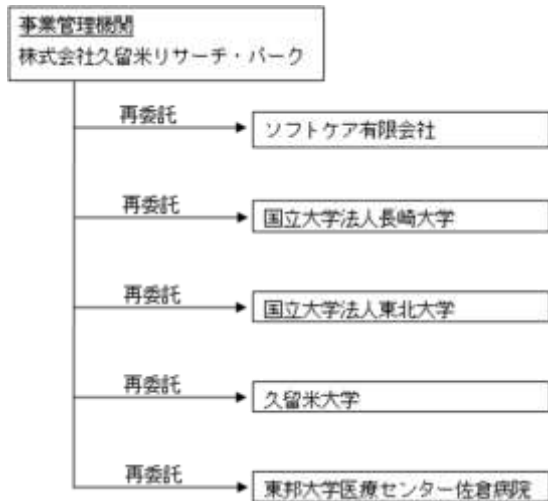 事業管理機関
株式会社久留米リサーチ・パーク
再委託
ソフトケア有限会社
再委託
国立大学法人長崎大学
再委託
国立大学法人東北大学
再委託
久留米大学
再委託
東邦大学医療センター佐倉病院